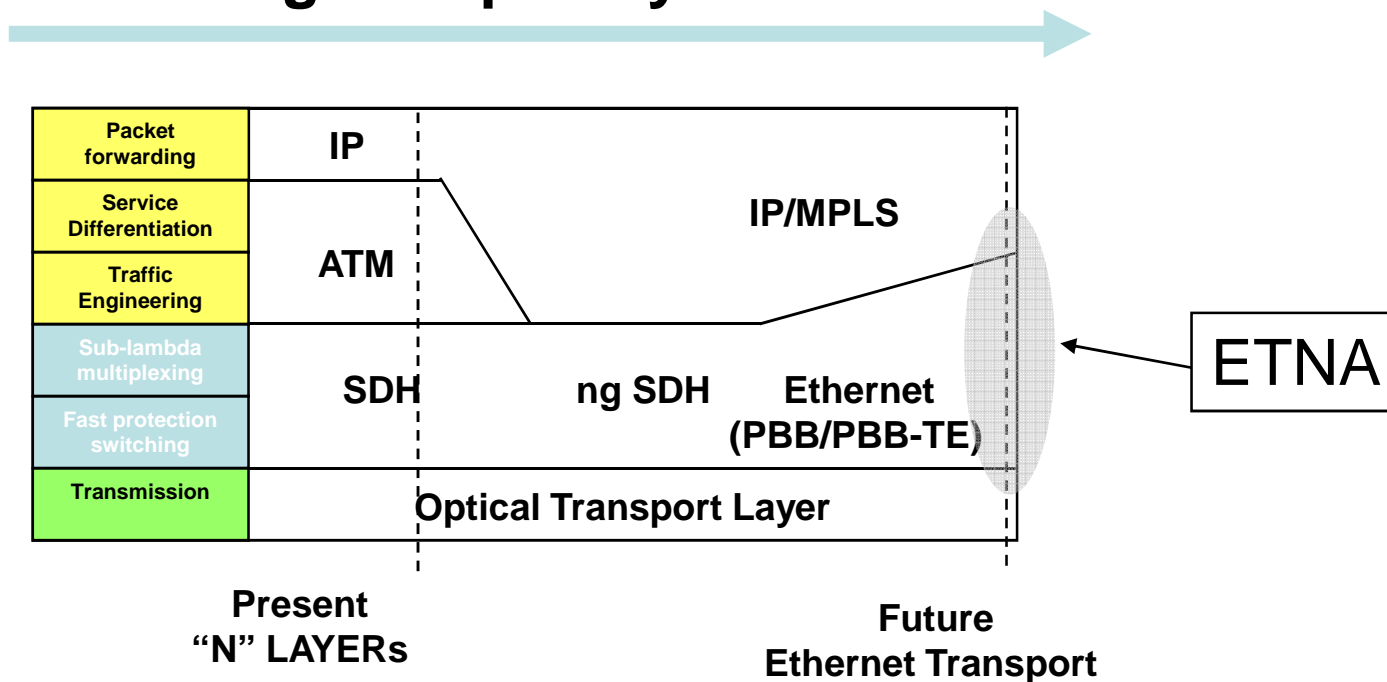 Packet
forwarding
IP
Service
Differentiation
IP/MPLS
ATM
Traffic
Engineering
Sub-lambda
multiplexing
SDH
ng SDH
Ethernet
(PBB/PBB-TE)
Fast protection
switching
Transmission
Optical Transport Layer
ETNA
Present
“N” LAYERs
Future
Ethernet Transport